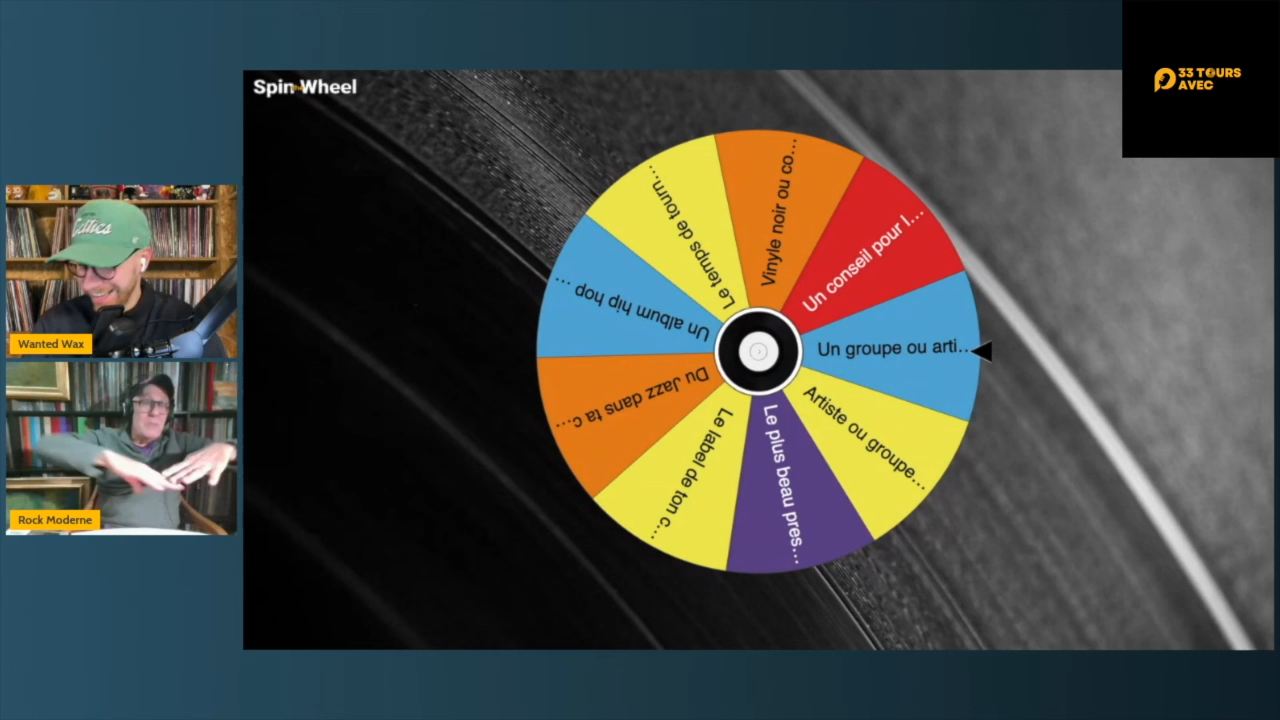 33 TOURS
AVEC
Spin the Wheel
Vinyle noir ou co...
Un conseil pour l...
Un groupe ou arti...
Artiste ou groupe...
Le plus beau pres...
Le label de ton c...
Du Jazz dans ta c...
Un album hip hop ...
Le temps de tourn...
Celtics
Wanted Wax
Rock Moderne